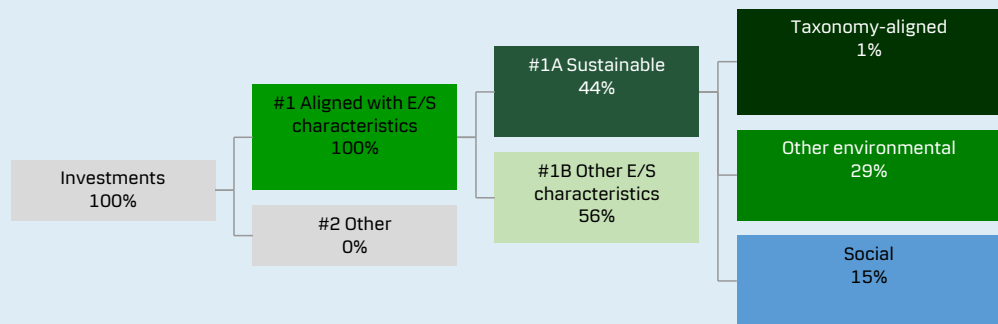 Investments
100%
#1 Aligned with E/S
characteristics
100%
#2 Other
0%
#1A Sustainable
44%
#1B Other E/S
characteristics
56%
Taxonomy-aligned
1%
Other environmental
29%
Social
15%